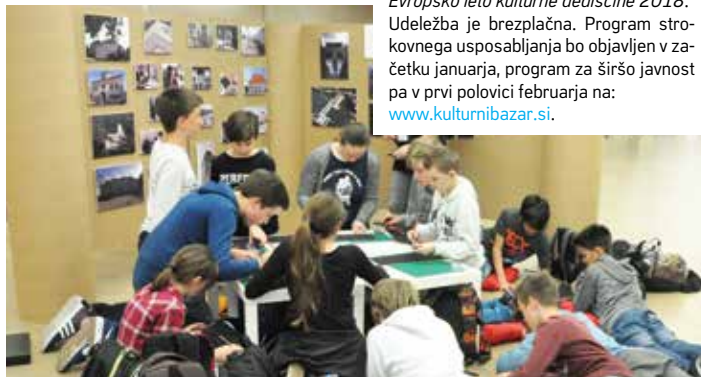 Evropsko leto kulturne dediščine 2018.
Udeležba je brezplačna. Program stro-
kovnega usposabljanja bo objavljen v za-
četku januarja, program za širšo javnost
pa v prvi polovici februarja na:
www.kulturnibazar.si.